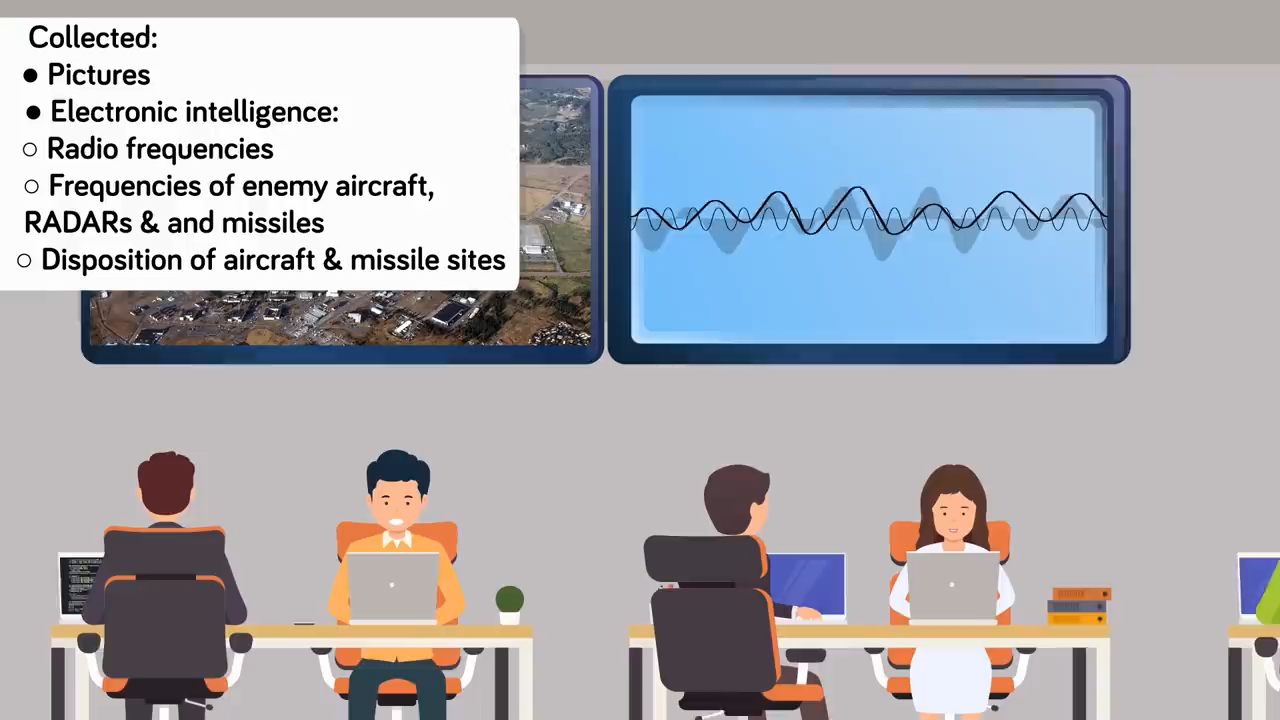 Collected:
● Pictures
● Electronic intelligence:
○ Radio frequencies
○ Frequencies of enemy aircraft,
RADARs & and missiles
○ Disposition of aircraft & missile sites